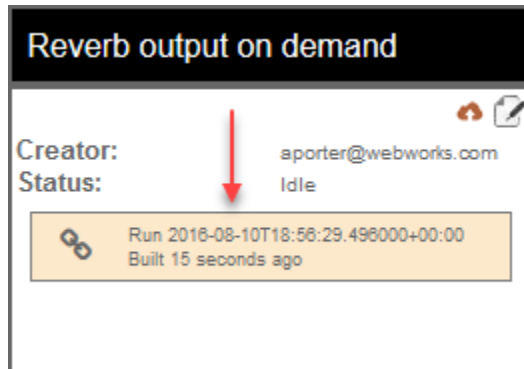 Reverb output on demand
Creator: aporter@webworks.com
Status: Idle
Run 2016-08-10T18:56:29.496000+00:00
Built 15 seconds ago